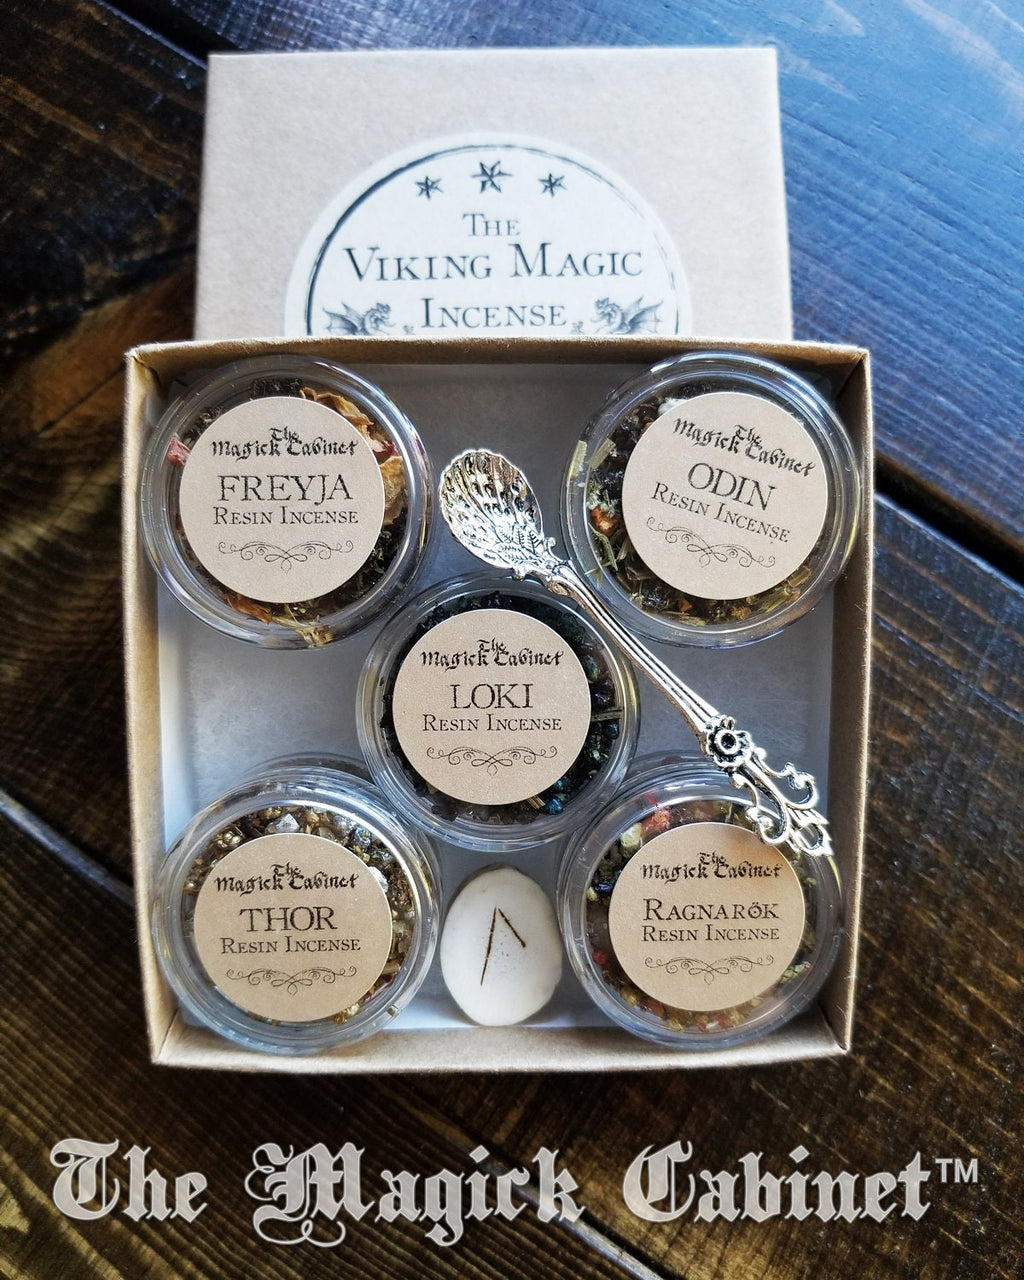 The
Viking Magic
Incense
The
Magick Cabinet
FREYJA
Resin Incense
The
Magick Cabinet
ODIN
Resin Incense
The
Magick Cabinet
LOKI
Resin Incense
The
Magick Cabinet
THOR
Resin Incense
The
Magick Cabinet
Ragnarők
Resin Incense
ᚚ
The Magick Cabinet™